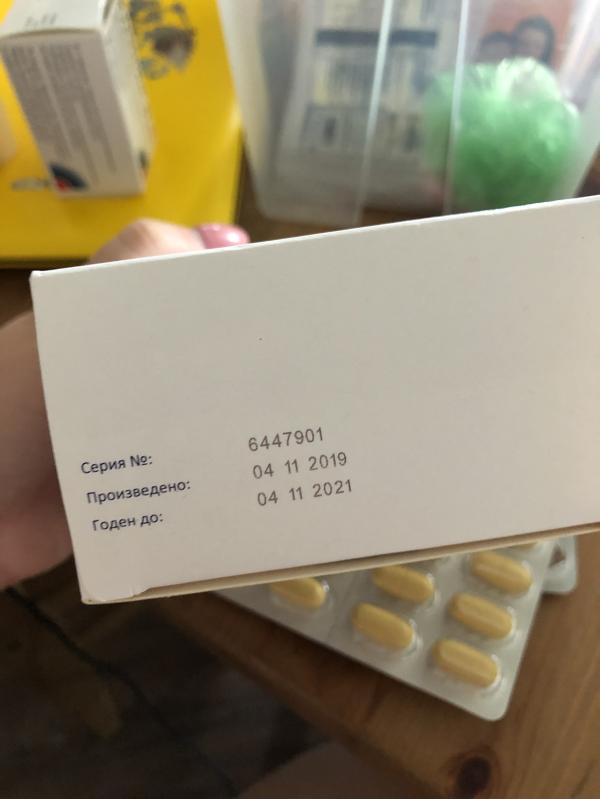 Серия №: 6447901
Произведено: 04 11 2019
Годен до: 04 11 2021